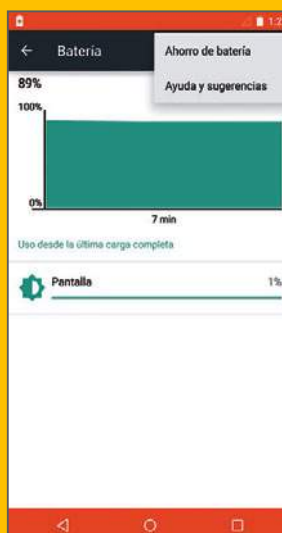 Batería
Ahorro de batería
Ayuda y sugerencias
89%
100%
0%
7 min
Uso desde la última carga completa
Pantalla
1%